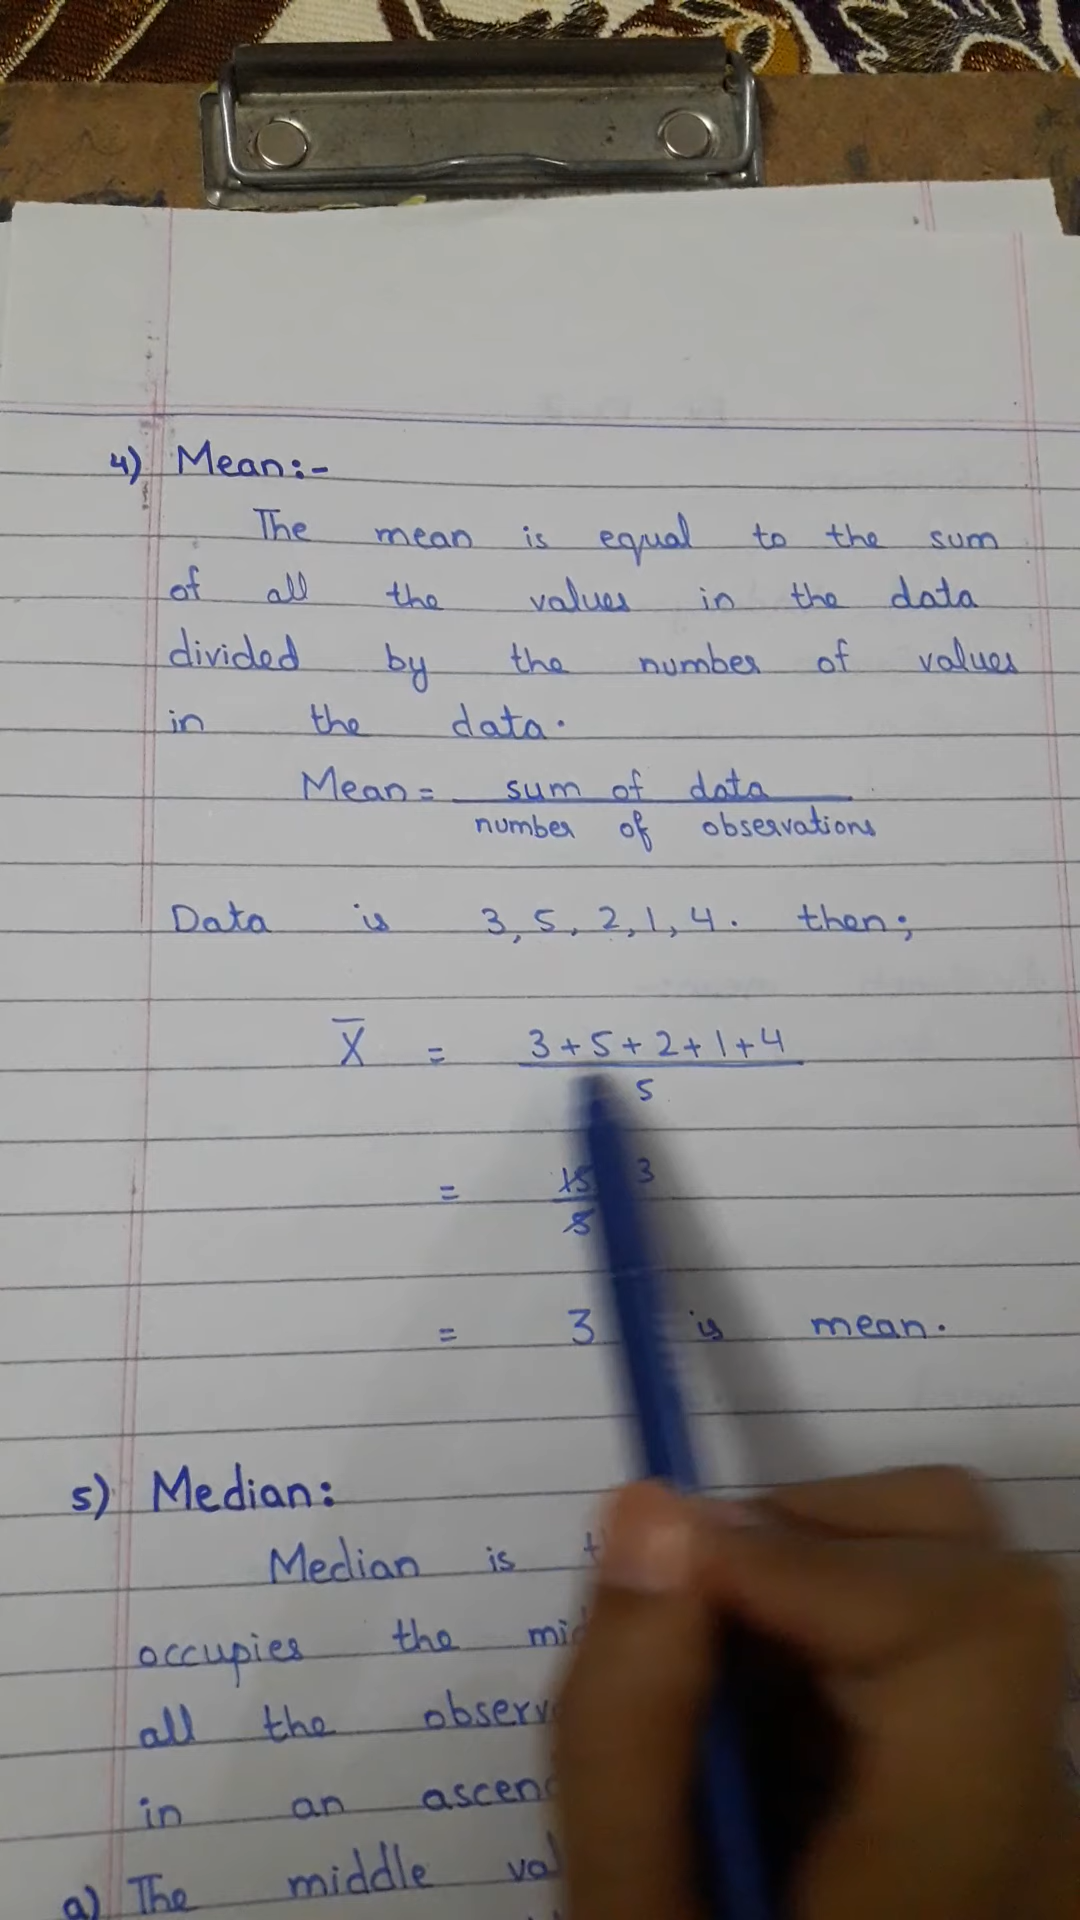 4) Mean:-
The mean is equal to the sum
of all the values in the data
divided by the number of values
in the data.
Mean = sum of data
number of observations
Data is 3, 5, 2, 1, 4. then;
X̅ = 3+5+2+1+4
5
= 15 3
5
= 3 is mean.
5) Median:
Median is
occupies the
all the
in an
a) The middle